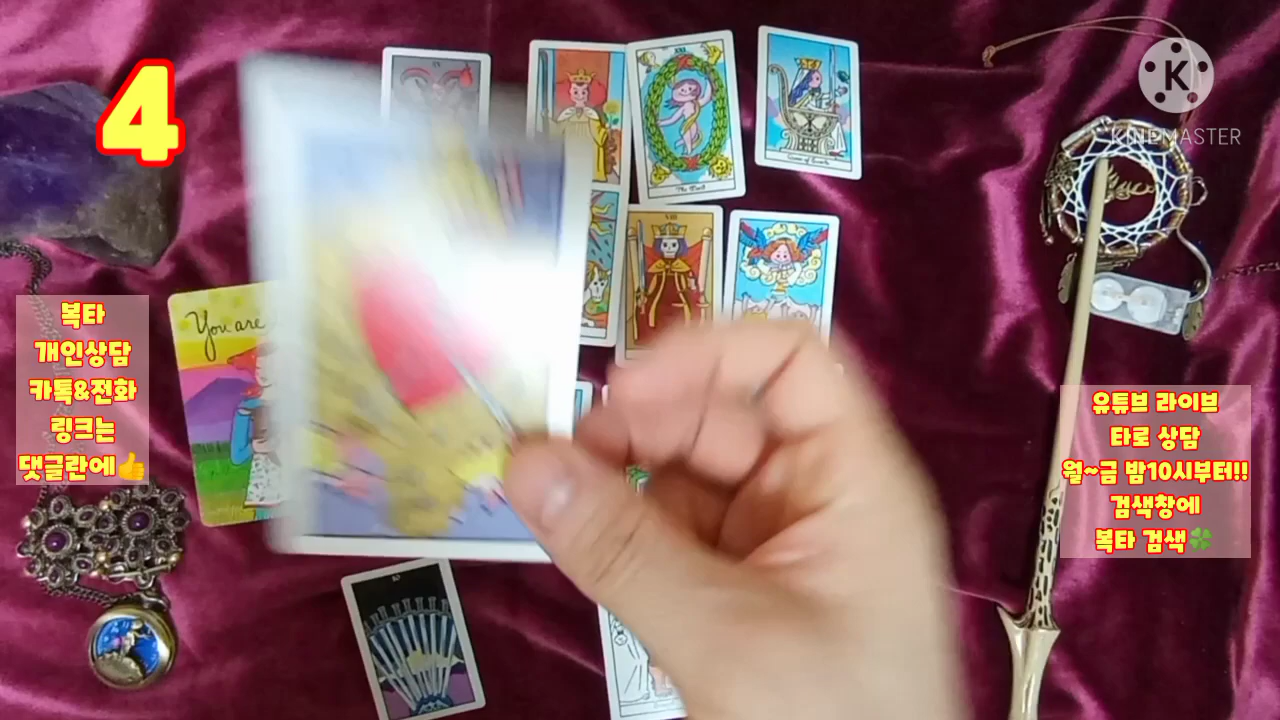 4
K
KINEMASTER
XXI
The World
Queen of Swords
VIII
You are
복타
개인상담
카톡&전화
링크는
댓글란에👍
유튜브 라이브
타로 상담
월~금 밤10시부터!!
검색창에
복타 검색🍀